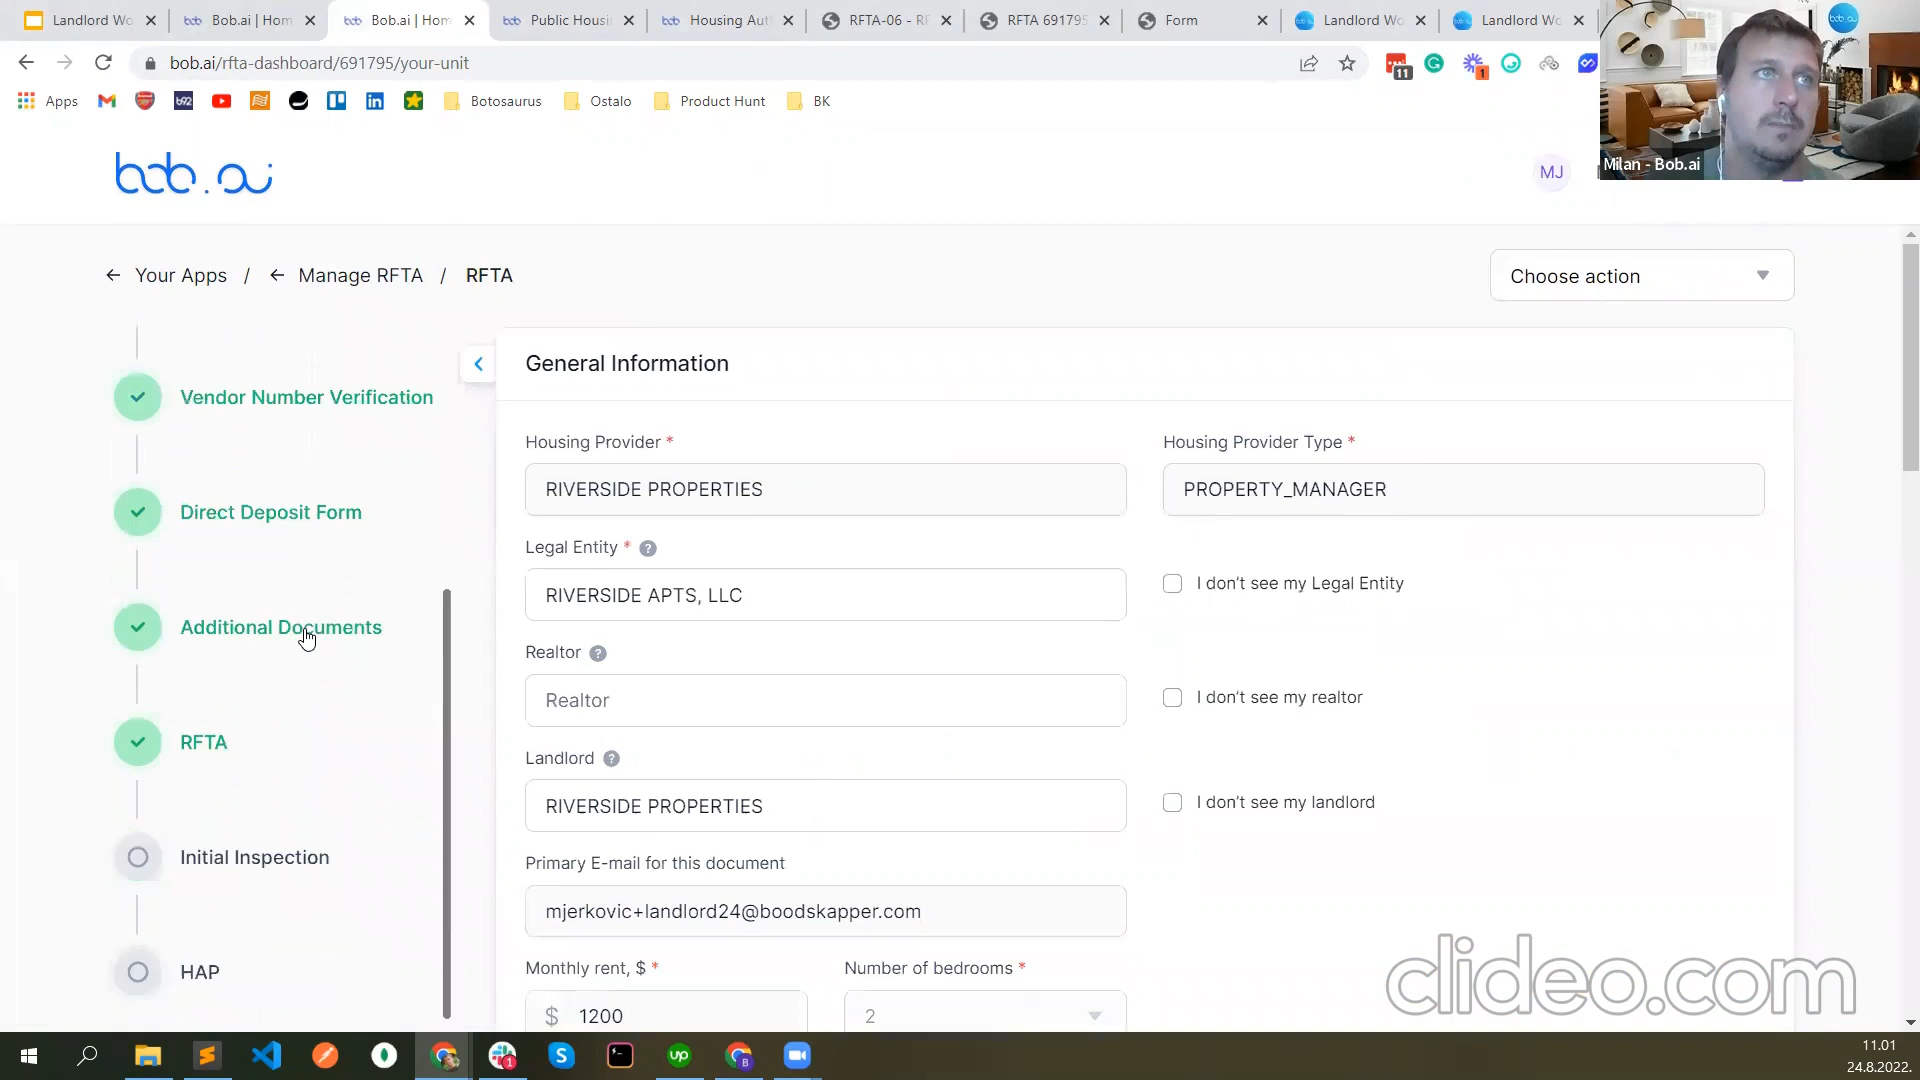 Landlord Wo
Bob.ai | Hom
Bob.ai | Hom
Public Housi
Housing Aut
RFTA-06 - RF
RFTA 691795
Form
Landlord Wo
Landlord Wo
bob.ai/rfta-dashboard/691795/your-unit
11
1
Apps
b92
Botosaurus
Ostalo
Product Hunt
BK
Milan - Bob.ai
bob.ai
MJ
← Your Apps / ← Manage RFTA / RFTA
Choose action
Vendor Number Verification
Direct Deposit Form
Additional Documents
RFTA
Initial Inspection
HAP
General Information
Housing Provider *
RIVERSIDE PROPERTIES
Housing Provider Type *
PROPERTY_MANAGER
Legal Entity * ?
RIVERSIDE APTS, LLC
I don't see my Legal Entity
Realtor ?
Realtor
I don't see my realtor
Landlord ?
RIVERSIDE PROPERTIES
I don't see my landlord
Primary E-mail for this document
mjerkovic+landlord24@boodskapper.com
Monthly rent, $ *
$ 1200
Number of bedrooms *
2
clideo.com
1
up
B
11.01
24.8.2022.